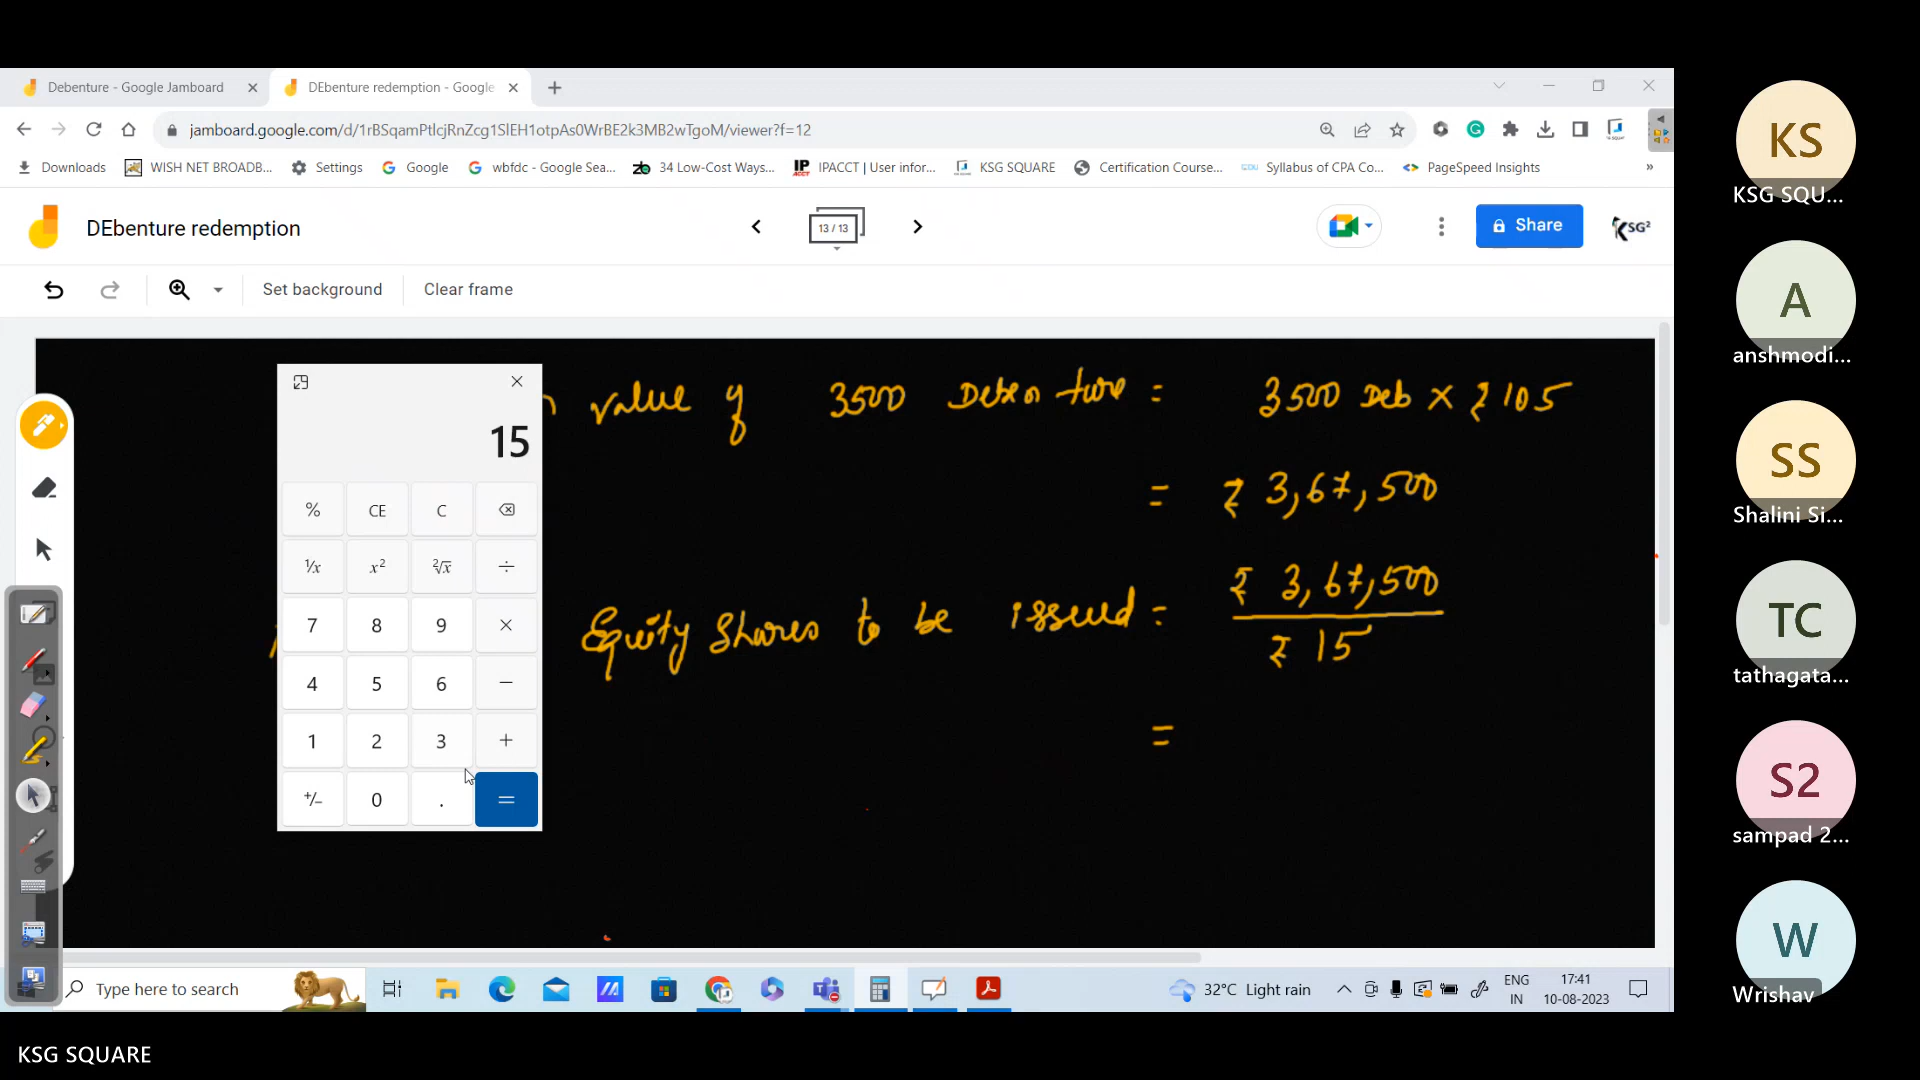 Debenture - Google Jamboard
DEbenture redemption - Google
jamboard.google.com/d/1rBSqamPtlcjRnZcg1SlEH1otpAs0WrBE2k3MB2wTgoM/viewer?f=12
Downloads WISH NET BROADB... Settings Google wbfdc - Google Sea... 34 Low-Cost Ways... IPACCT | User infor... KSG SQUARE Certification Course... Syllabus of CPA Co... PageSpeed Insights »
DEbenture redemption
13 / 13
Share
KSG²
Set background Clear frame
value of 3500 Debenture = 3500 Deb × ₹ 105
= ₹ 3,67,500
Equity Shares to be issued = ₹ 3,67,500
₹ 15
=
15
% CE C
¹/x x² ²√x ÷
7 8 9 ×
4 5 6 −
1 2 3 +
+/− 0 . =
Type here to search
32°C Light rain
ENG
IN
17:41
10-08-2023
KS
KSG SQU...
A
anshmodi...
SS
Shalini Si...
TC
tathagata...
S2
sampad 2...
W
Wrishav
KSG SQUARE